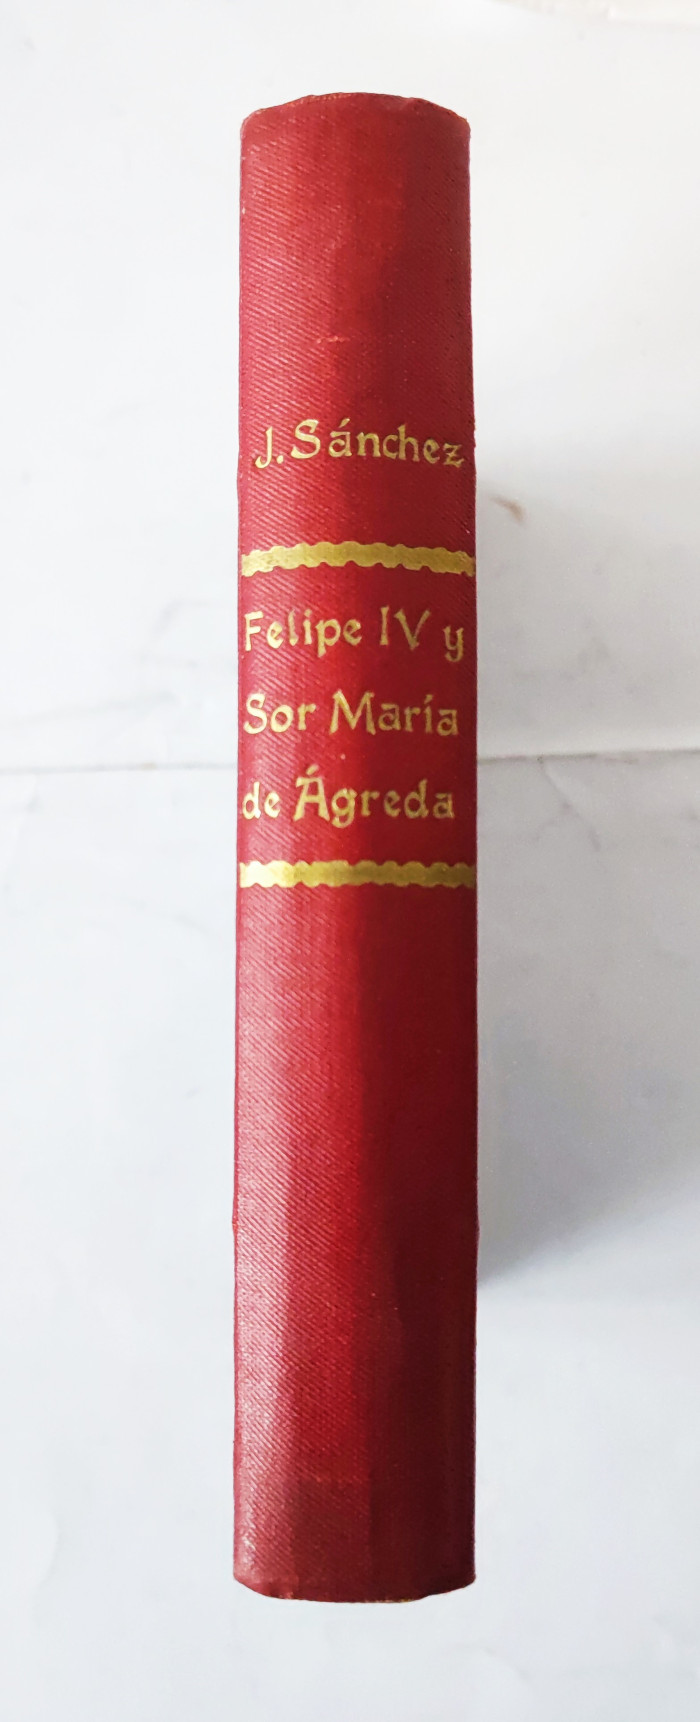 J. Sánchez
Felipe IV y
Sor María
de Ágreda